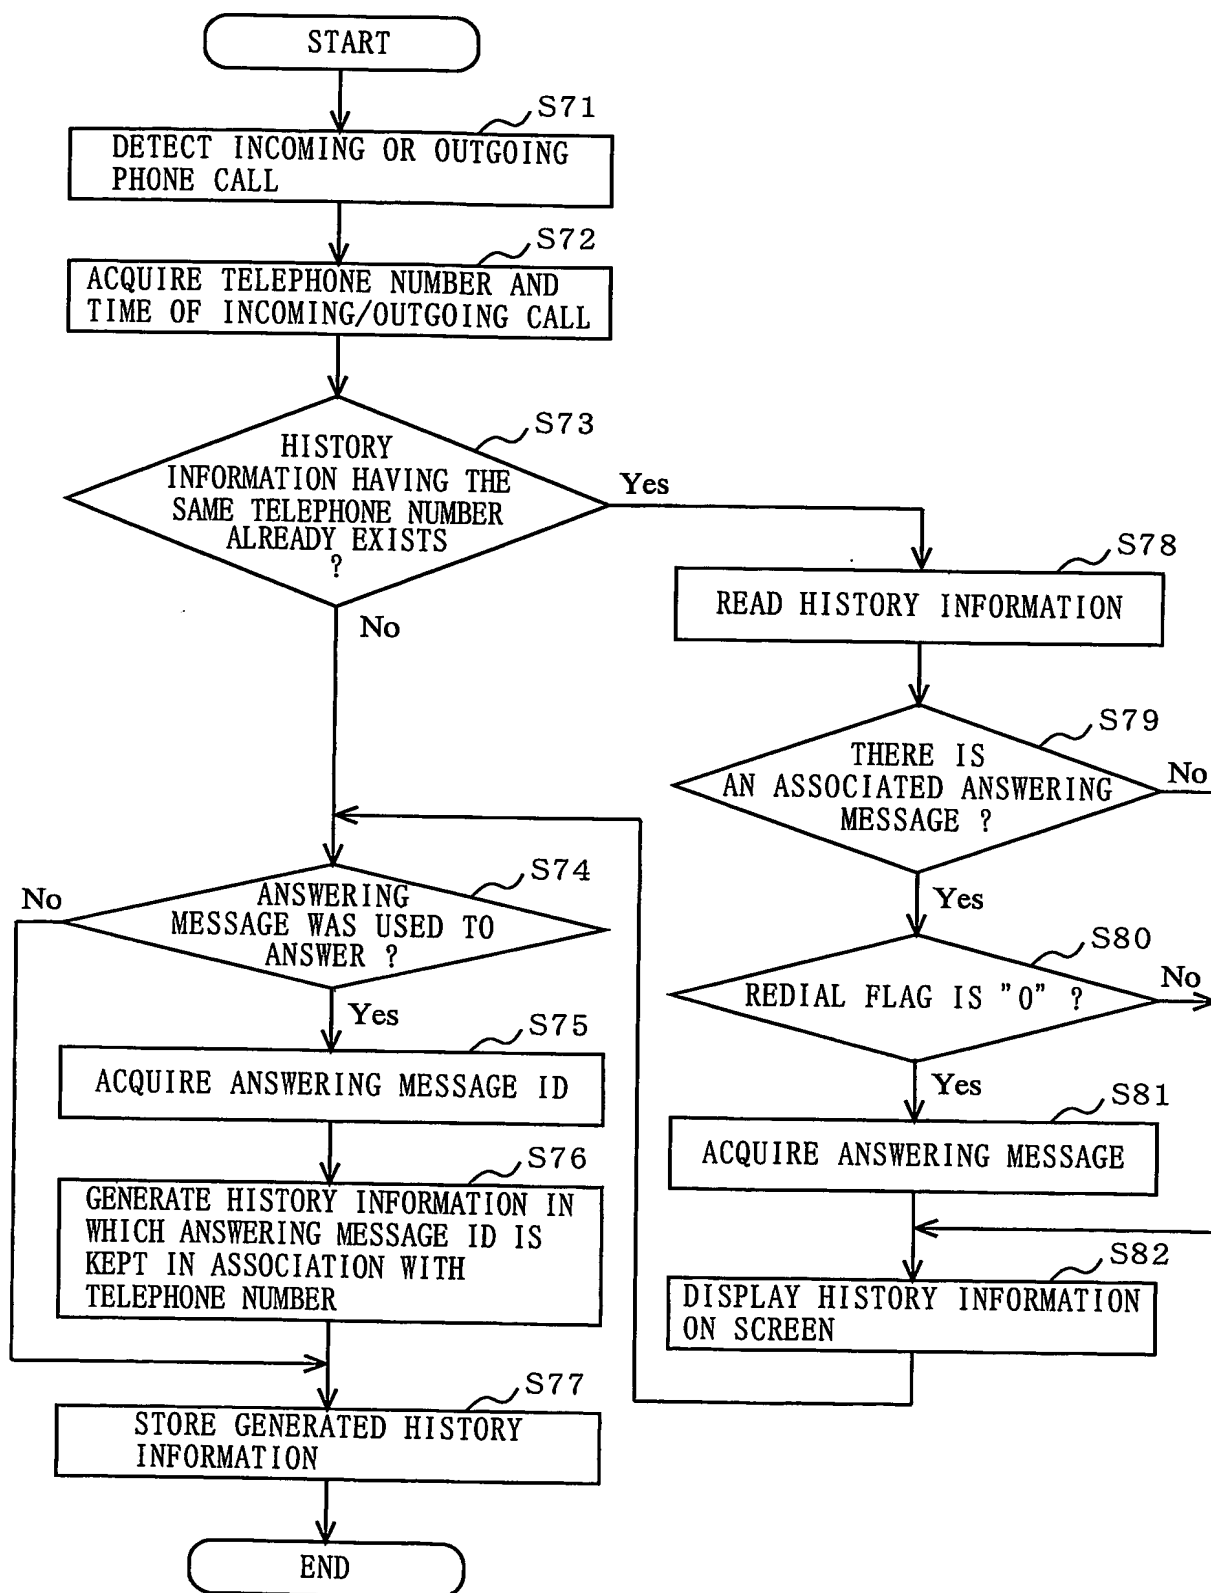 START
S71
DETECT INCOMING OR OUTGOING
PHONE CALL
S72
ACQUIRE TELEPHONE NUMBER AND
TIME OF INCOMING/OUTGOING CALL
S73
HISTORY
INFORMATION HAVING THE
SAME TELEPHONE NUMBER
ALREADY EXISTS
?
Yes
No
S78
READ HISTORY INFORMATION
S79
THERE IS
AN ASSOCIATED ANSWERING
MESSAGE ?
No
Yes
S74
ANSWERING
MESSAGE WAS USED TO
ANSWER ?
No
Yes
S80
REDIAL FLAG IS "0" ?
No
Yes
S75
ACQUIRE ANSWERING MESSAGE ID
S81
ACQUIRE ANSWERING MESSAGE
S76
GENERATE HISTORY INFORMATION IN
WHICH ANSWERING MESSAGE ID IS
KEPT IN ASSOCIATION WITH
TELEPHONE NUMBER
S82
DISPLAY HISTORY INFORMATION
ON SCREEN
S77
STORE GENERATED HISTORY
INFORMATION
END